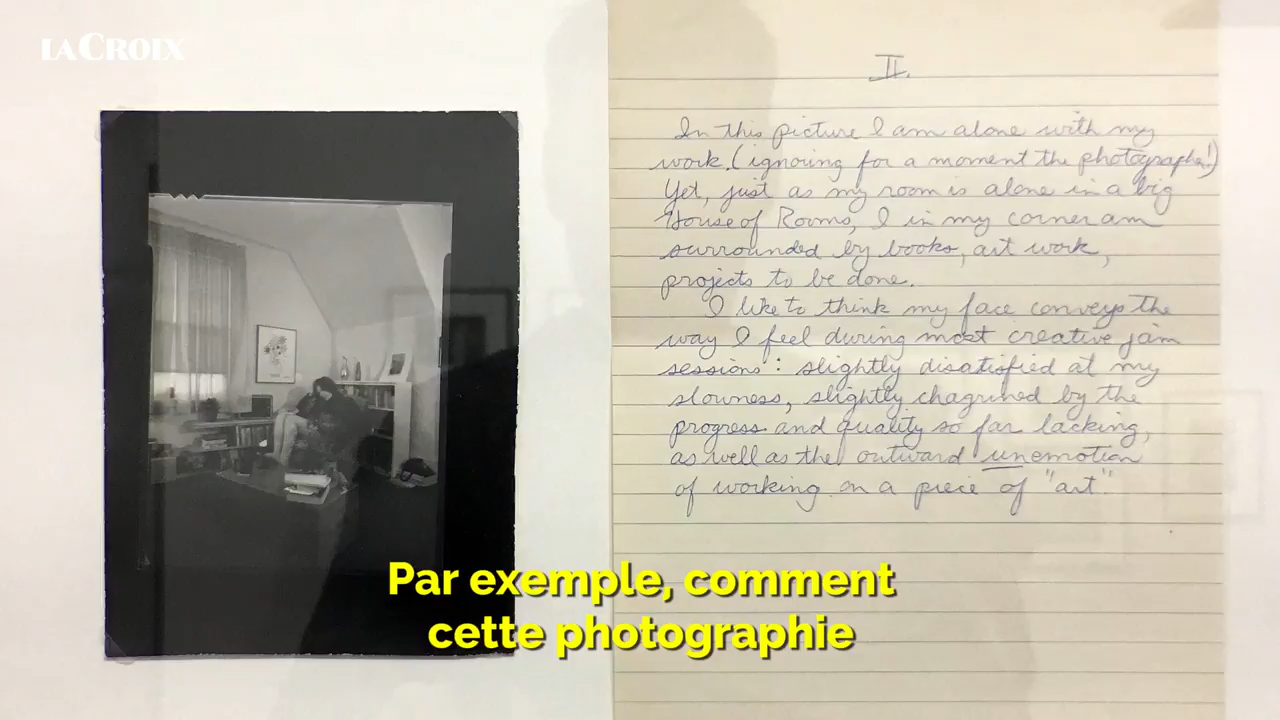 LACROIX
II.
In this picture I am alone with my
work. (ignoring for a moment the photographer!)
Yet, just as my room is alone in a big
House of Rooms, I in my corner am
surrounded by books, art work,
projects to be done.
I like to think my face conveys the
way I feel during most creative jam
sessions: slightly disatisfied at my
slowness, slightly chagrined by the
progress and quality so far lacking,
as well as the outward unemotion
of working on a piece of "art".
Par exemple, comment
cette photographie